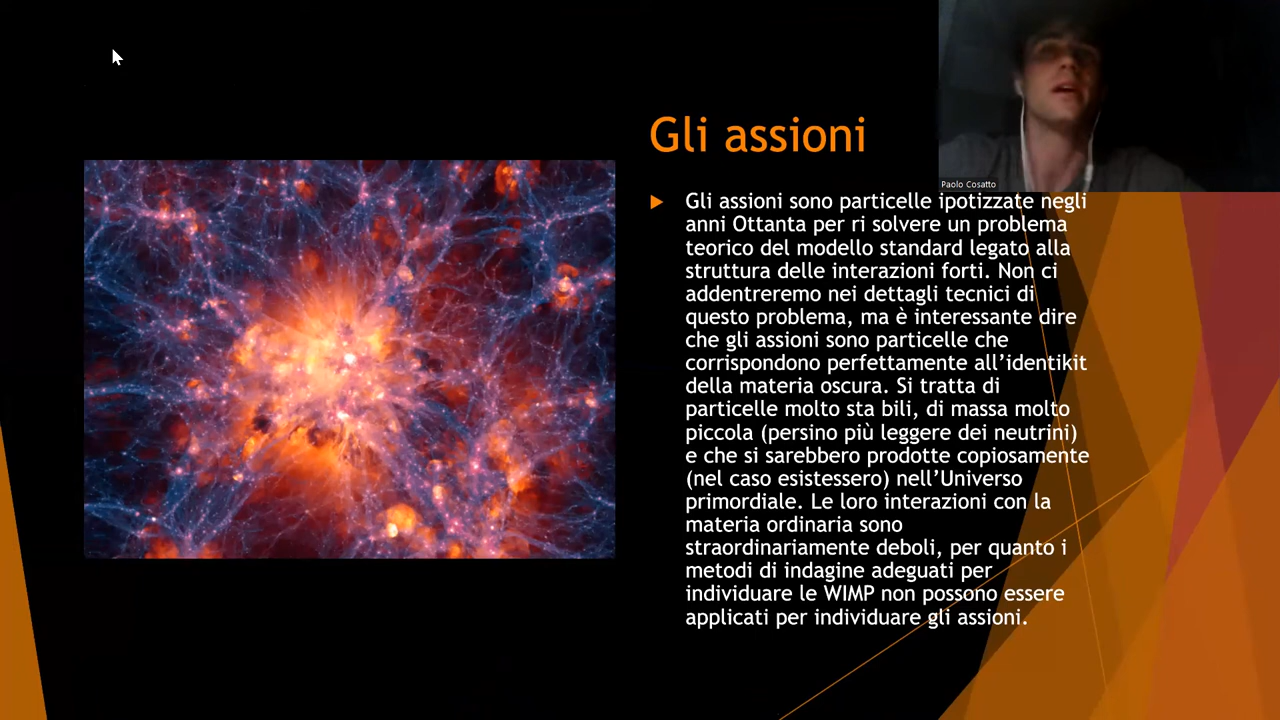 Gli assioni
Paolo Cosatto
Gli assioni sono particelle ipotizzate negli
anni Ottanta per ri solvere un problema
teorico del modello standard legato alla
struttura delle interazioni forti. Non ci
addentreremo nei dettagli tecnici di
questo problema, ma è interessante dire
che gli assioni sono particelle che
corrispondono perfettamente all’identikit
della materia oscura. Si tratta di
particelle molto sta bili, di massa molto
piccola (persino più leggere dei neutrini)
e che si sarebbero prodotte copiosamente
(nel caso esistessero) nell’Universo
primordiale. Le loro interazioni con la
materia ordinaria sono
straordinariamente deboli, per quanto i
metodi di indagine adeguati per
individuare le WIMP non possono essere
applicati per individuare gli assioni.